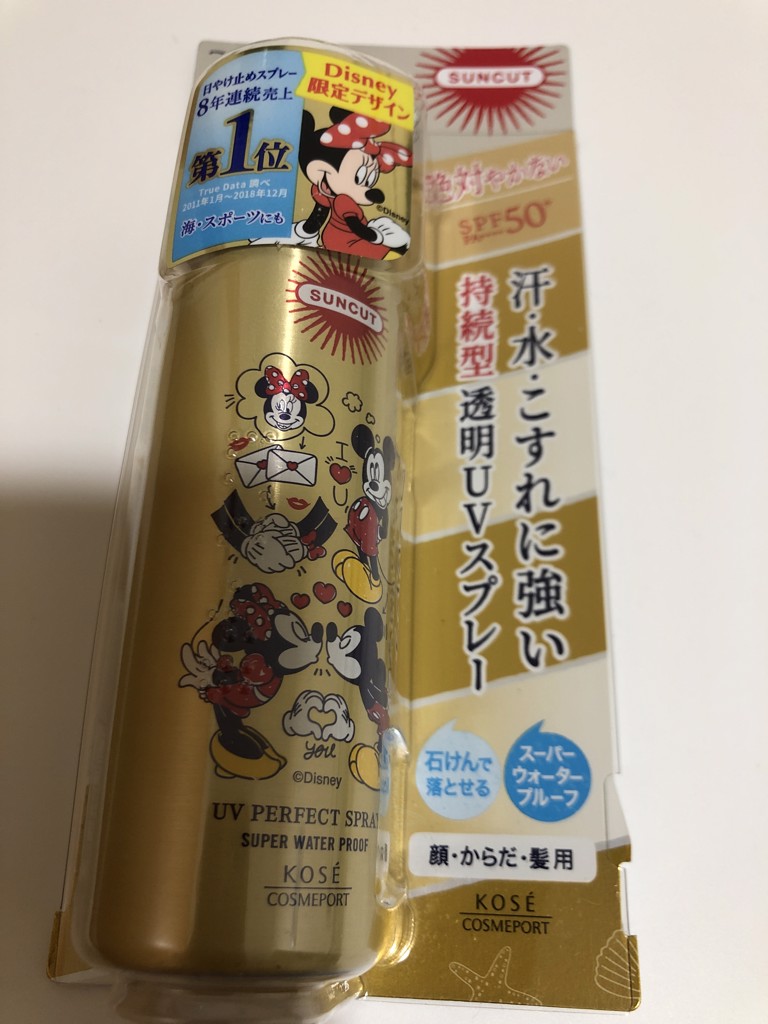 日やけ止めスプレー
8年連続売上
第1位
True Data 調べ
2011年1月～2018年12月
海・スポーツにも
Disney
限定デザイン
©Disney
SUNCUT
I
U
you
©Disney
UV PERFECT SPRA
SUPER WATER PROOF
KOSÉ
COSMEPORT
SUNCUT
絶対やかない
SPF50+
PA++++
汗・水・こすれに強い
持続型透明UVスプレー
石けんで
落とせる
スーパー
ウォーター
プルーフ
顔・からだ・髪用
KOSÉ
COSMEPORT